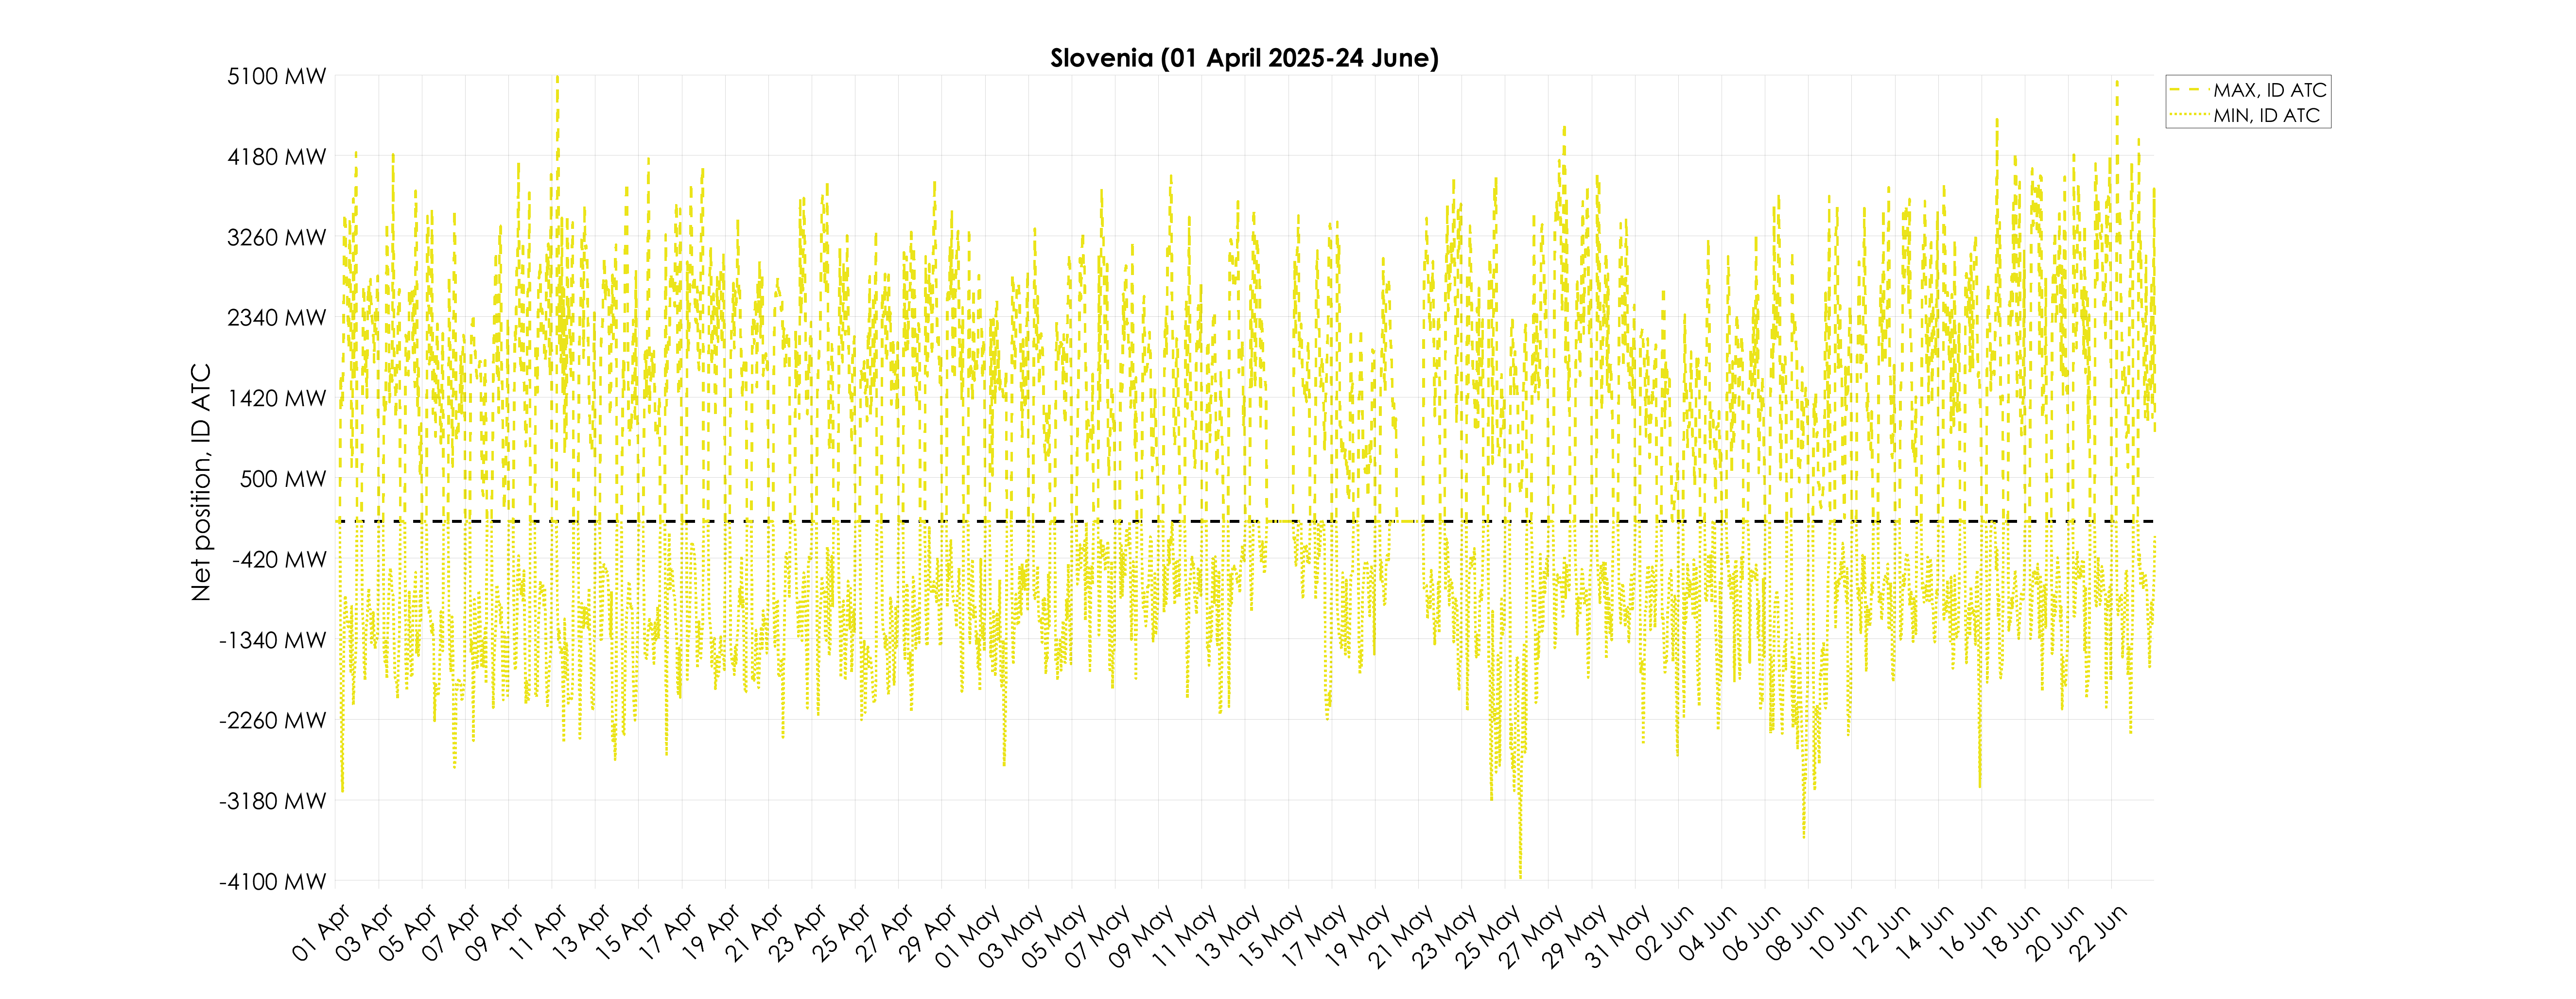 Slovenia (01 April 2025-24 June)
5100 MW
4180 MW
3260 MW
2340 MW
1420 MW
500 MW
-420 MW
-1340 MW
-2260 MW
-3180 MW
-4100 MW
Net position, ID ATC
MAX, ID ATC
MIN, ID ATC
01 Apr
03 Apr
05 Apr
07 Apr
09 Apr
11 Apr
13 Apr
15 Apr
17 Apr
19 Apr
21 Apr
23 Apr
25 Apr
27 Apr
29 Apr
01 May
03 May
05 May
07 May
09 May
11 May
13 May
15 May
17 May
19 May
21 May
23 May
25 May
27 May
29 May
31 May
02 Jun
04 Jun
06 Jun
08 Jun
10 Jun
12 Jun
14 Jun
16 Jun
18 Jun
20 Jun
22 Jun